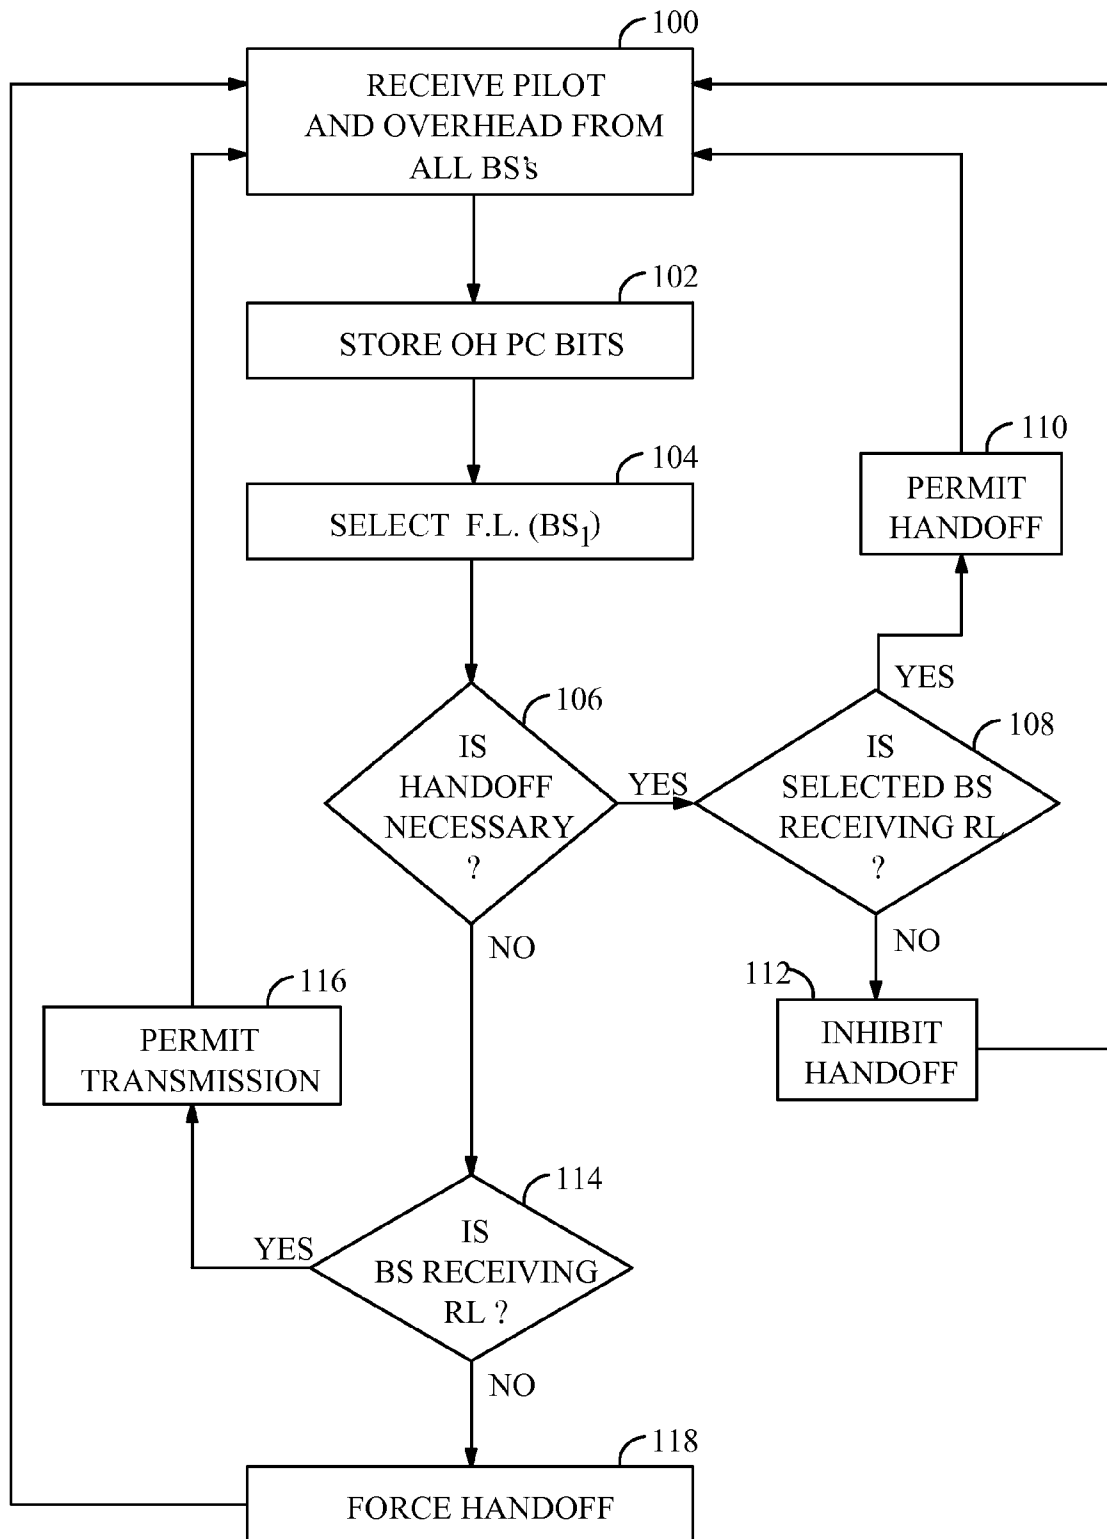 100
RECEIVE PILOT
AND OVERHEAD FROM
ALL BS's
102
STORE OH PC BITS
104
SELECT F.L. (BS1)
110
PERMIT
HANDOFF
106
IS
HANDOFF
NECESSARY
?
YES
NO
YES
108
IS
SELECTED BS
RECEIVING RL
?
NO
112
INHIBIT
HANDOFF
116
PERMIT
TRANSMISSION
114
IS
BS RECEIVING
RL ?
YES
NO
118
FORCE HANDOFF